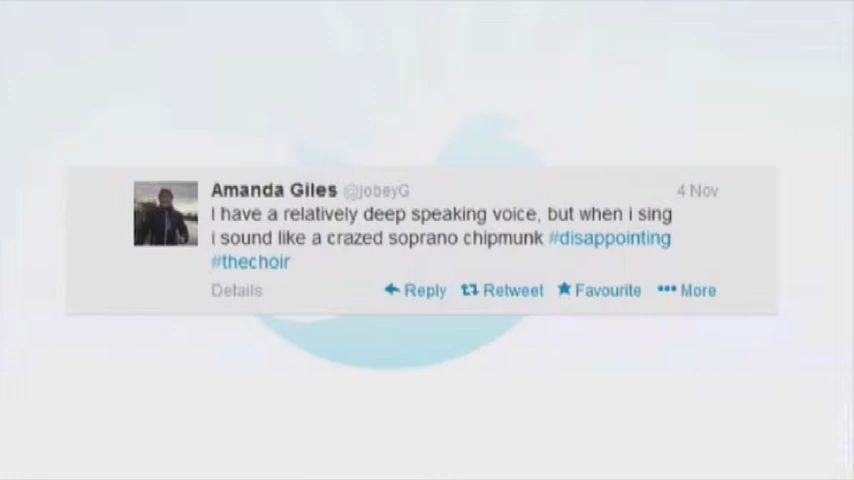 Amanda Giles @jobeyG 4 Nov
I have a relatively deep speaking voice, but when i sing
i sound like a crazed soprano chipmunk #disappointing
#thechoir
Details Reply Retweet Favourite More